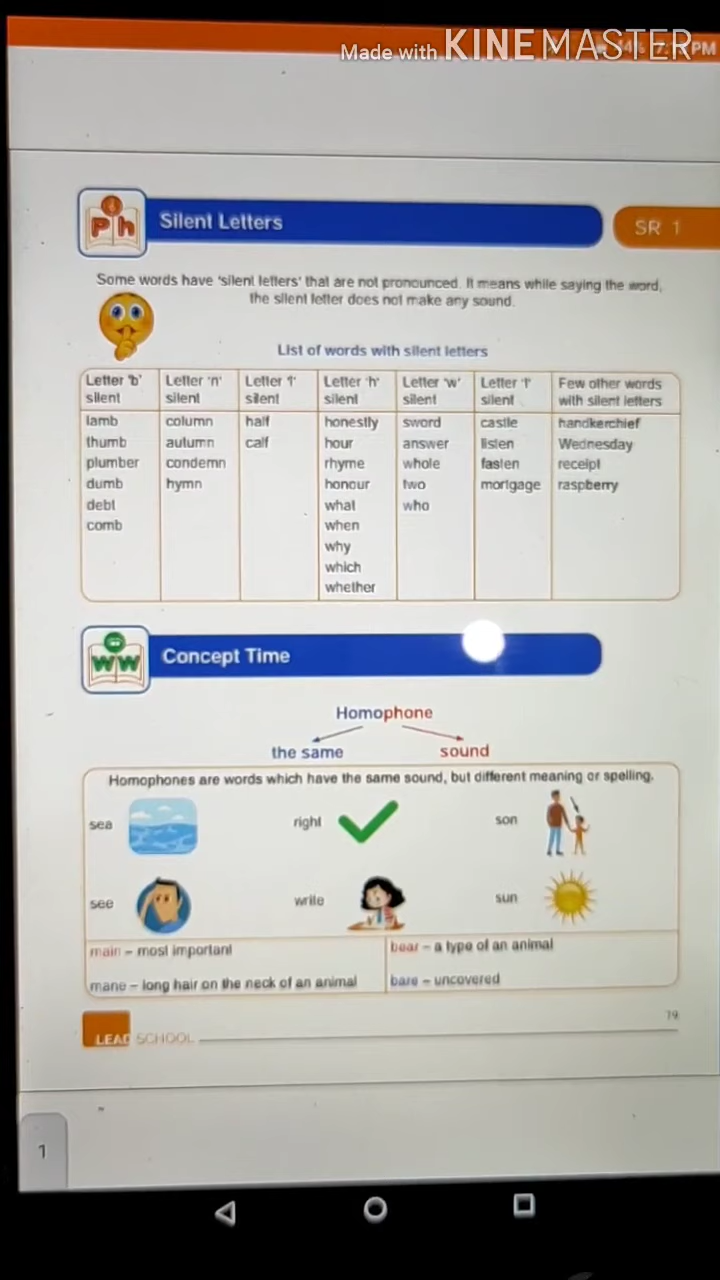 Made with KINEMASTER
PM
Ph
Silent Letters
SR 1
Some words have 'silent letters' that are not pronounced. It means while saying the word,
the silent letter does not make any sound.
List of words with silent letters
Letter 'b' silent
lamb
thumb
plumber
dumb
debt
comb
Letter 'n' silent
column
autumn
condemn
hymn
Letter 'l' silent
half
calf
Letter 'h' silent
honestly
hour
rhyme
honour
what
when
why
which
whether
Letter 'w' silent
sword
answer
whole
two
who
Letter 't' silent
castle
listen
fasten
mortgage
Few other words
with silent letters
handkerchief
Wednesday
receipt
raspberry
WW
Concept Time
Homophone
the same
sound
Homophones are words which have the same sound, but different meaning or spelling.
sea
right
son
see
write
sun
main – most important
mane – long hair on the neck of an animal
bear – a type of an animal
bare – uncovered
79
LEAD SCHOOL
1